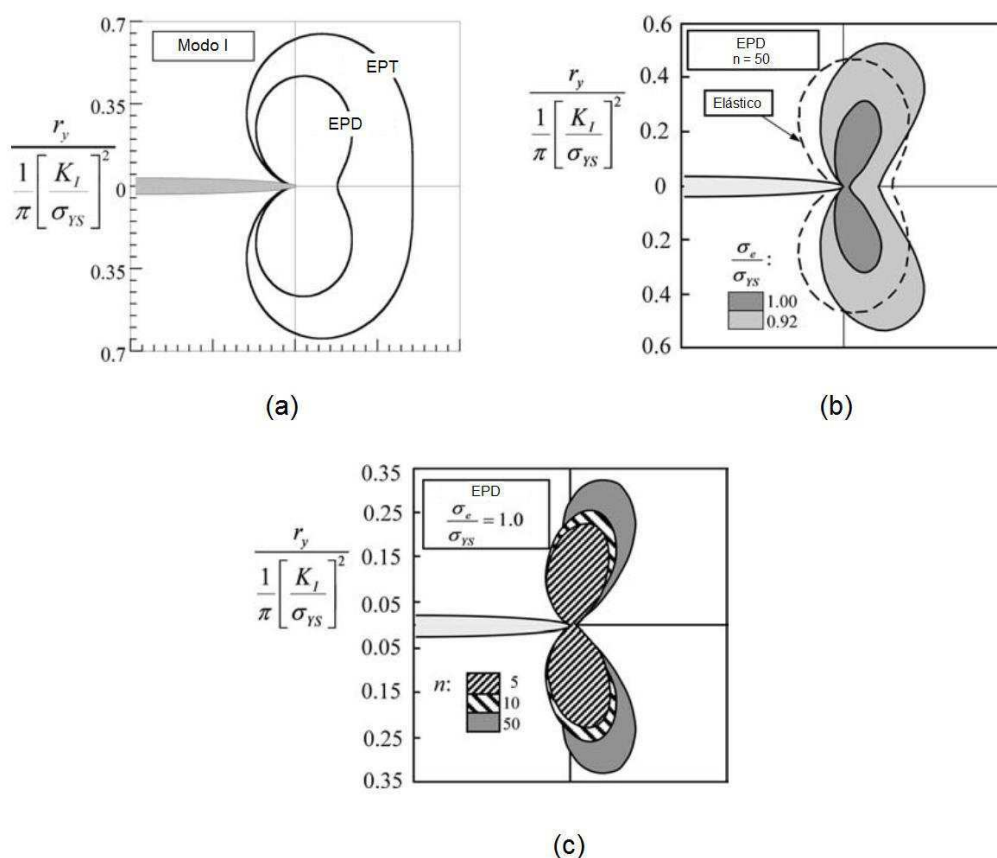 Modo I
EPT
EPD
0.7
0.35
0
0.35
0.7
r_y
1/π [K_I/σ_YS]^2
(a)
EPD
n = 50
Elástico
0.6
0.4
0.2
0
0.2
0.4
0.6
r_y
1/π [K_I/σ_YS]^2
σ_e/σ_YS:
1.00
0.92
(b)
EPD
σ_e/σ_YS = 1.0
0.35
0.25
0.15
0.05
0.05
0.15
0.25
0.35
r_y
1/π [K_I/σ_YS]^2
n: 5
10
50
(c)